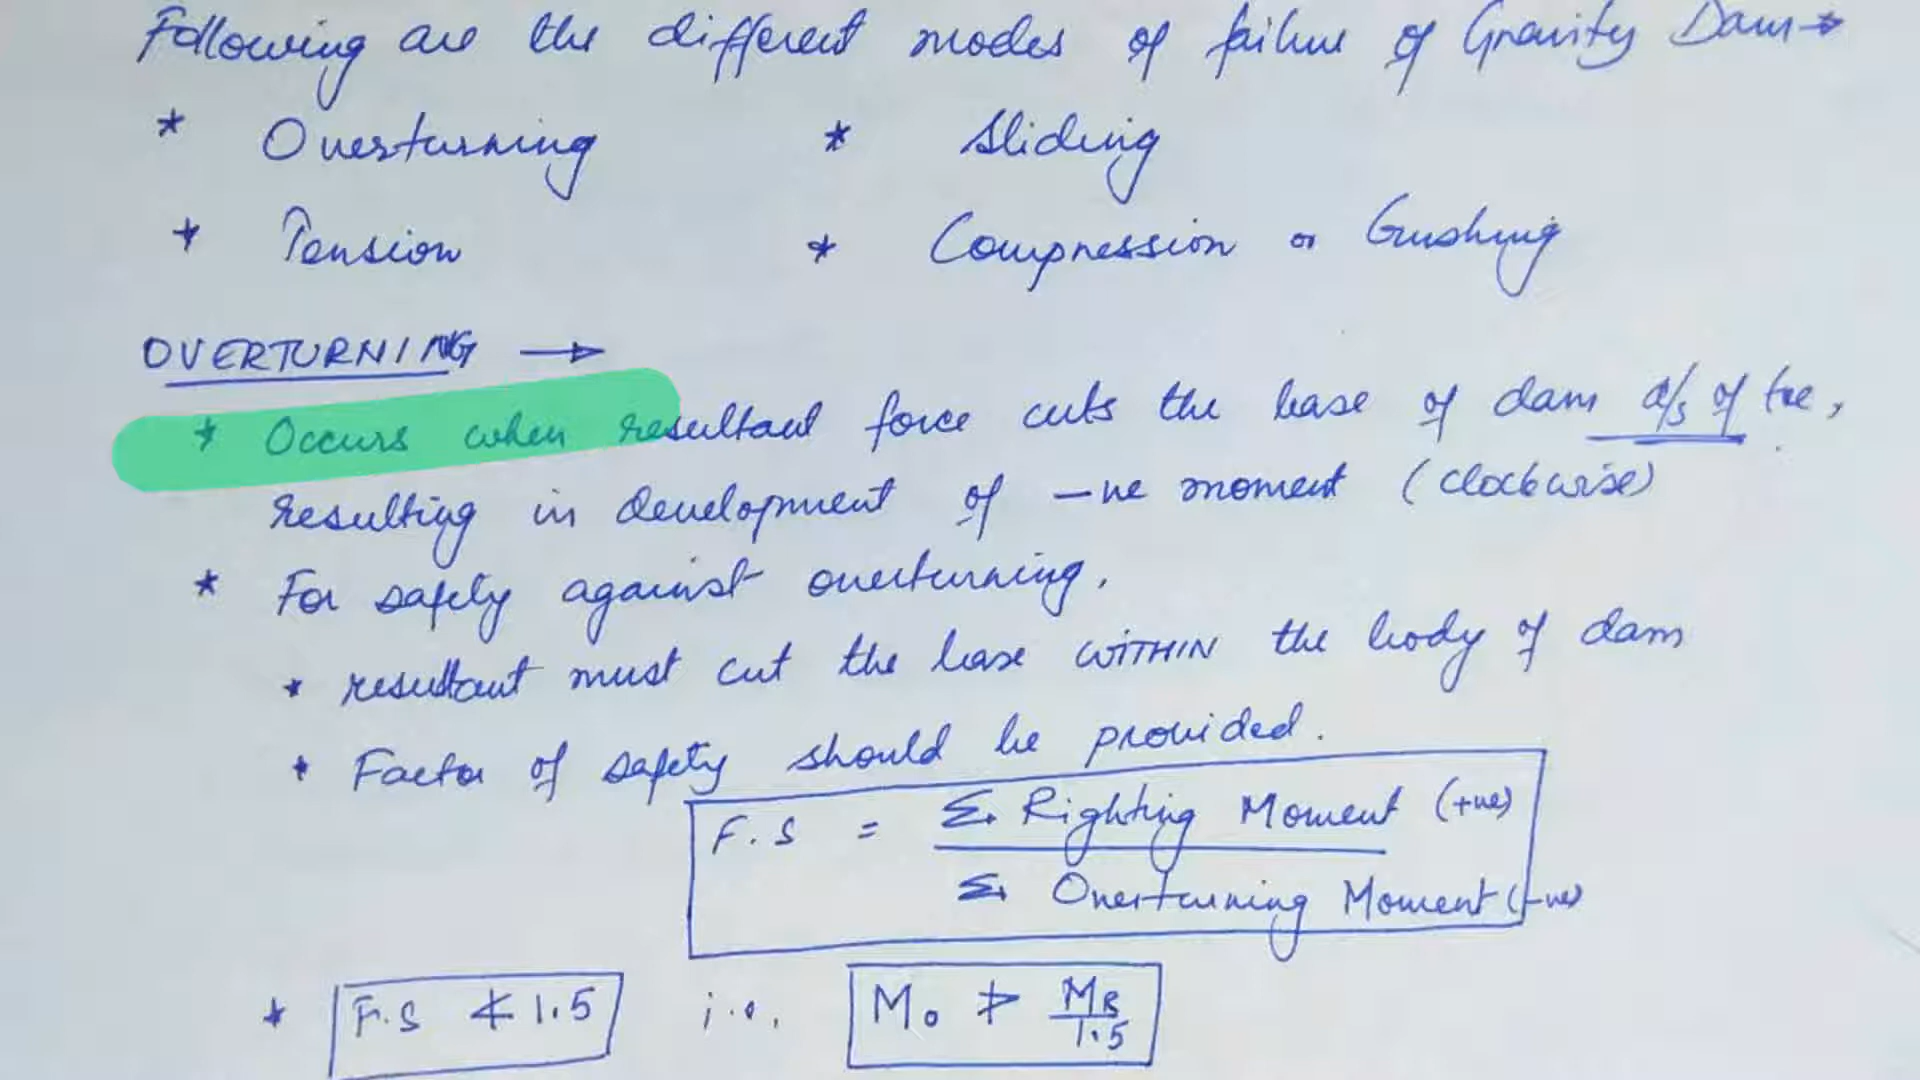 Following are the different modes of failure of Gravity Dam →
* Overturning * Sliding
* Tension * Compression or Crushing
OVERTURNING →
* Occurs when resultant force cuts the base of dam d/s of toe,
resulting in development of -ve moment (clockwise)
* For safety against overturning,
* resultant must cut the base WITHIN the body of dam
* Factor of safety should be provided.
F.S = Σ Righting Moment (+ve)
Σ Overturning Moment (-ve)
* F.S ≮ 1.5 i.e. Mo ≯ MR
1.5